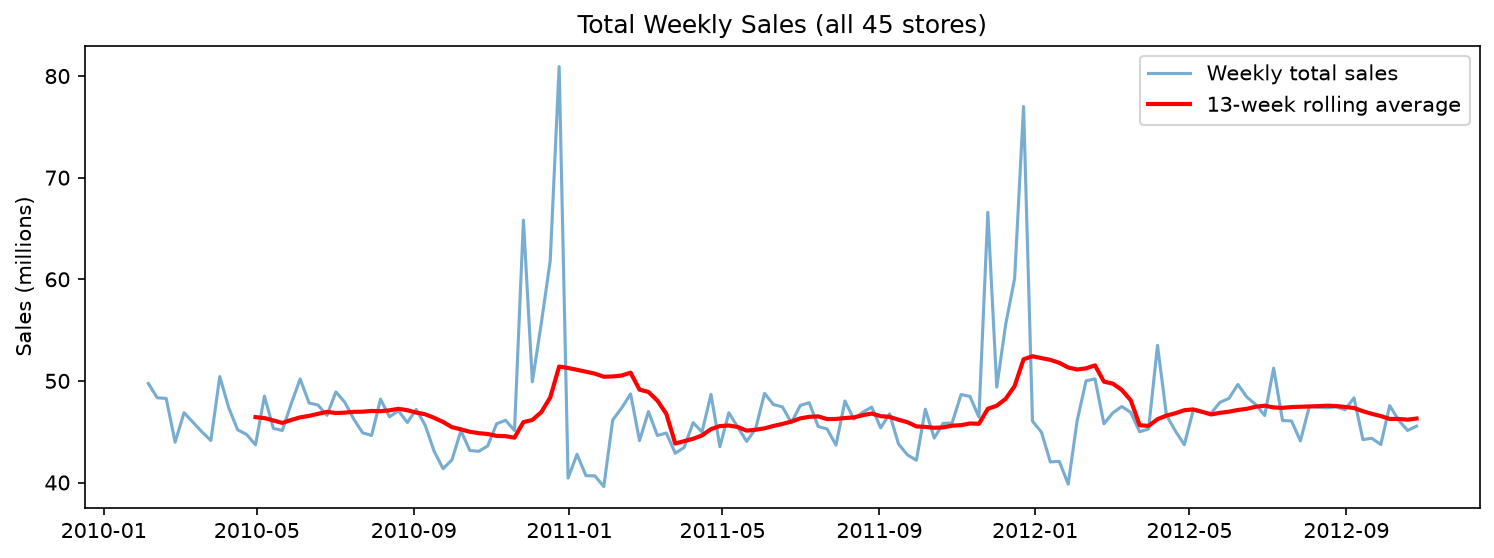 Total Weekly Sales (all 45 stores)
Weekly total sales
13-week rolling average
Sales (millions)
80
70
60
50
40
2010-01 2010-05 2010-09 2011-01 2011-05 2011-09 2012-01 2012-05 2012-09